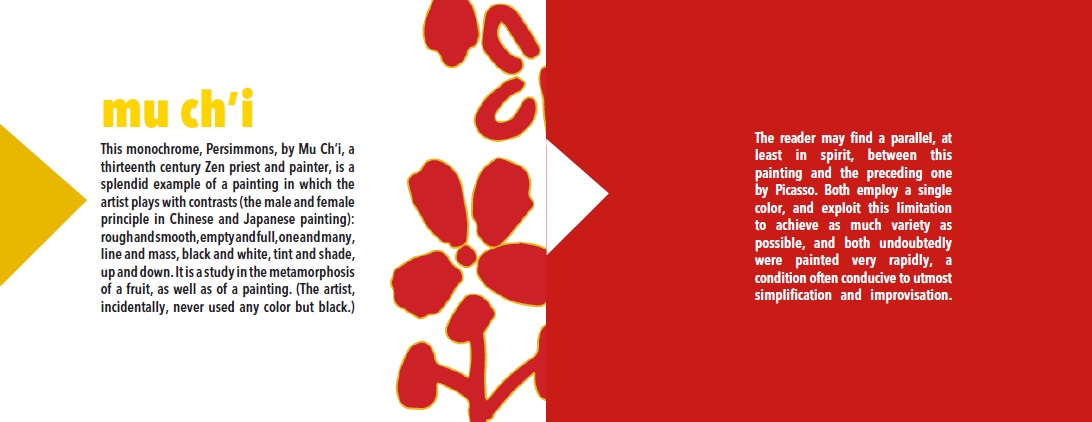 mu ch'i
This monochrome, Persimmons, by Mu Ch'i, a
thirteenth century Zen priest and painter, is a
splendid example of a painting in which the
artist plays with contrasts (the male and female
principle in Chinese and Japanese painting):
rough and smooth, empty and full, one and many,
line and mass, black and white, tint and shade,
up and down. It is a study in the metamorphosis
of a fruit, as well as of a painting. (The artist,
incidentally, never used any color but black.)
The reader may find a parallel, at
least in spirit, between this
painting and the preceding one
by Picasso. Both employ a single
color, and exploit this limitation
to achieve as much variety as
possible, and both undoubtedly
were painted very rapidly, a
condition often conducive to utmost
simplification and improvisation.